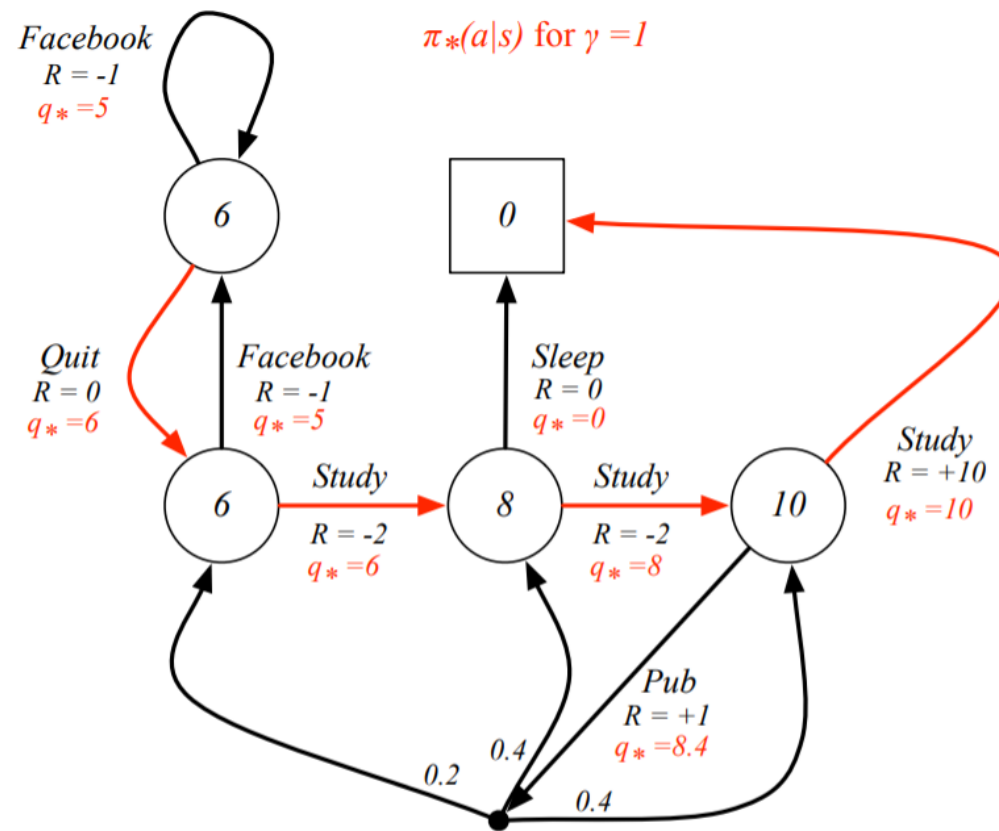 Facebook
R = -1
q* =5
π*(a|s) for γ =1
6
0
Quit
R = 0
q* =6
Facebook
R = -1
q* =5
Sleep
R = 0
q* =0
6
Study
R = -2
q* =6
8
Study
R = -2
q* =8
10
Study
R = +10
q* =10
Pub
R = +1
q* =8.4
0.2
0.4
0.4